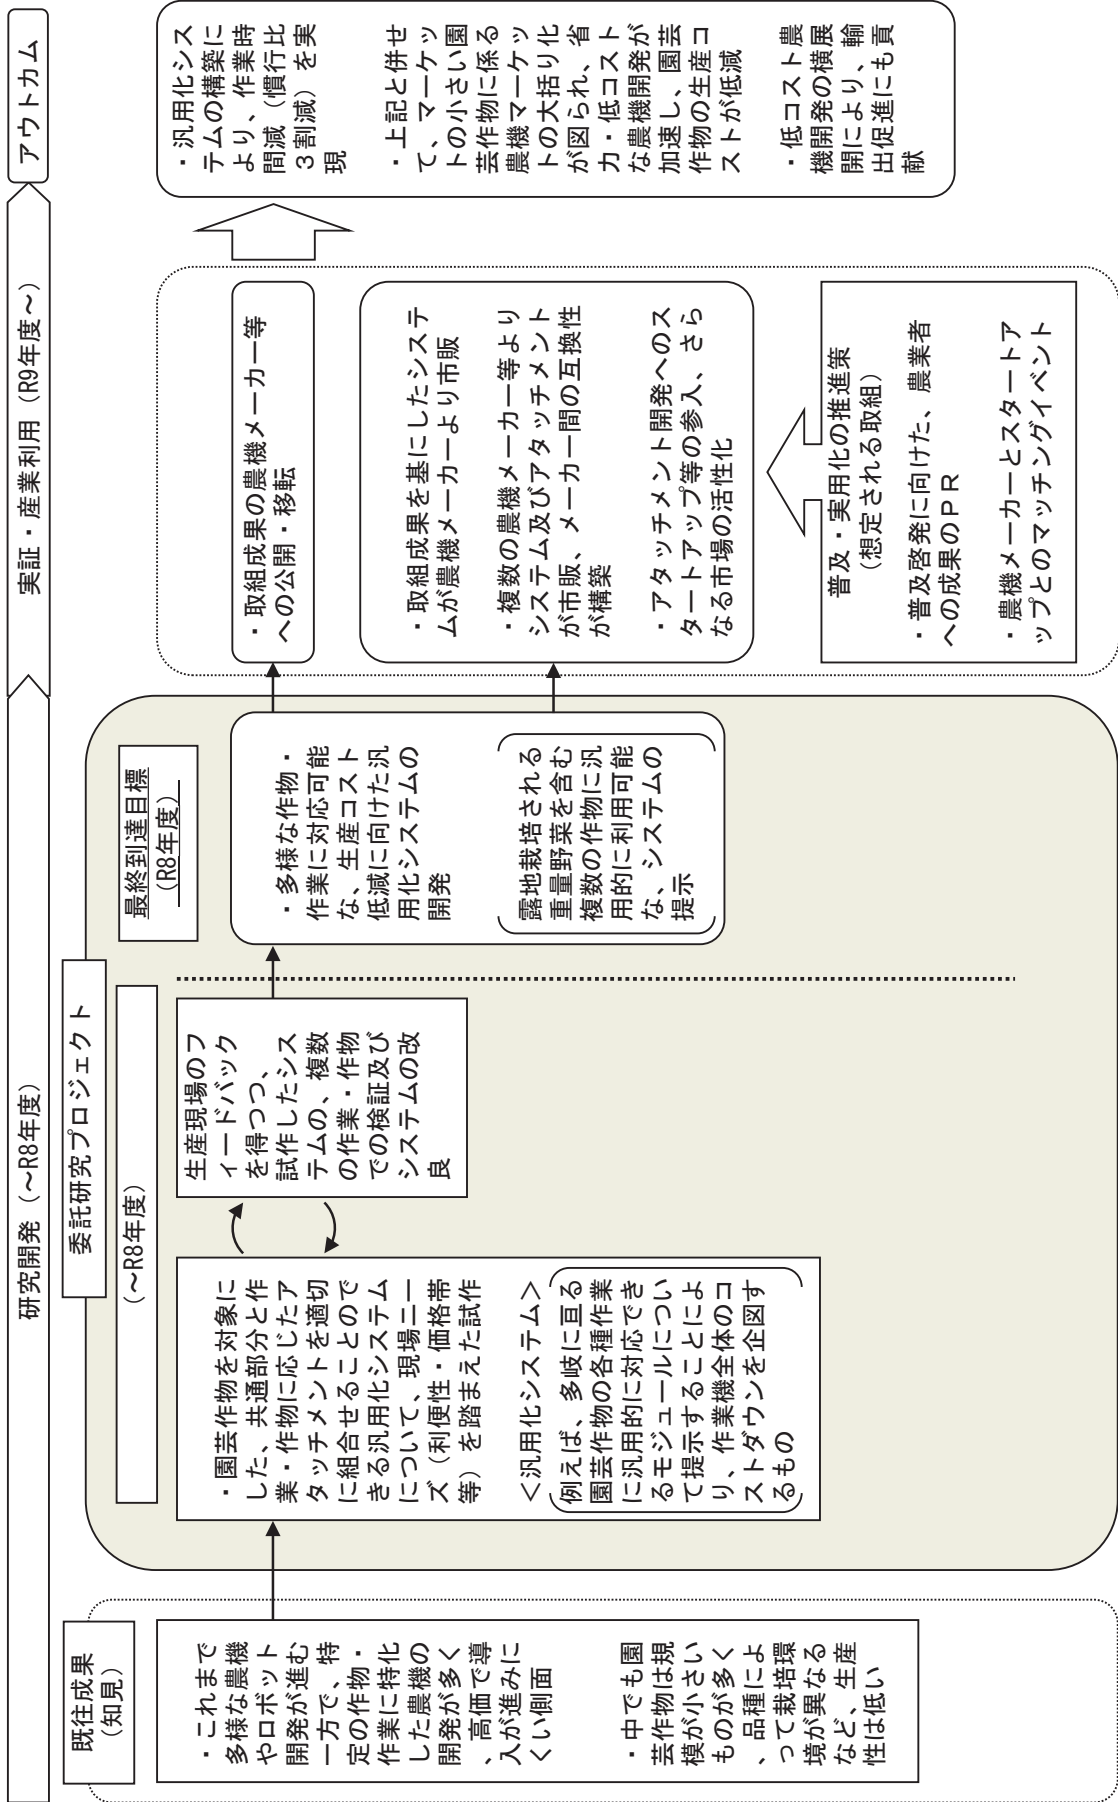 研究開発（～R8年度）
実証・産業利用（R9年度～）
アウトカム
既往成果
（知見）
・これまで
多様な農機
やロボット
開発が進む
一方で、特
定の作物・
作業に特化
した農機の
開発が多く
、高価で導
入が進みに
くい側面
・中でも園
芸作物は規
模が小さい
ものが多く
、品種によ
って栽培環
境が異なる
など、生産
性は低い
委託研究プロジェクト
（～R8年度）
・園芸作物を対象に
した、共通部分と作
業・作物に応じたア
タッチメントを適切
に組合せることので
きる汎用化システム
について、現場ニー
ズ（利便性・価格帯
等）を踏まえた試作
＜汎用化システム＞
例えば、多岐に亘る
園芸作物の各種作業
に汎用的に対応でき
るモジュールについ
て提示することによ
り、作業機全体のコ
ストダウンを企図す
るもの
生産現場のフ
ィードバック
を得つつ、
試作したシス
テムの、複数
の作業・作物
での検証及び
システムの改
良
最終到達目標
（R8年度）
・多様な作物・
作業に対応可能
な、生産コスト
低減に向けた汎
用化システムの
開発
露地栽培される
重量野菜を含む
複数の作物に汎
用的に利用可能
な、システムの
提示
・取組成果の農機メーカー等
への公開・移転
・取組成果を基にしたシステ
ムが農機メーカーより市販
・複数の農機メーカー等より
システム及びアタッチメント
が市販、メーカー間の互換性
が構築
・アタッチメント開発へのス
タートアップ等の参入、さら
なる市場の活性化
普及・実用化の推進策
（想定される取組）
・普及啓発に向けた、農業者
への成果のＰＲ
・農機メーカーとスタートア
ップとのマッチングイベント
・汎用化シス
テムの構築に
より、作業時
間減（慣行比
３割減）を実
現
・上記と併せ
て、マーケッ
トの小さい園
芸作物に係る
農機マーケッ
トの大括り化
が図られ、省
力・低コスト
な農機開発が
加速し、園芸
作物の生産コ
ストが低減
・低コスト農
機開発の横展
開により、輸
出促進にも貢
献